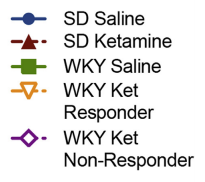 SD Saline
SD Ketamine
WKY Saline
WKY Ket
Responder
WKY Ket
Non-Responder